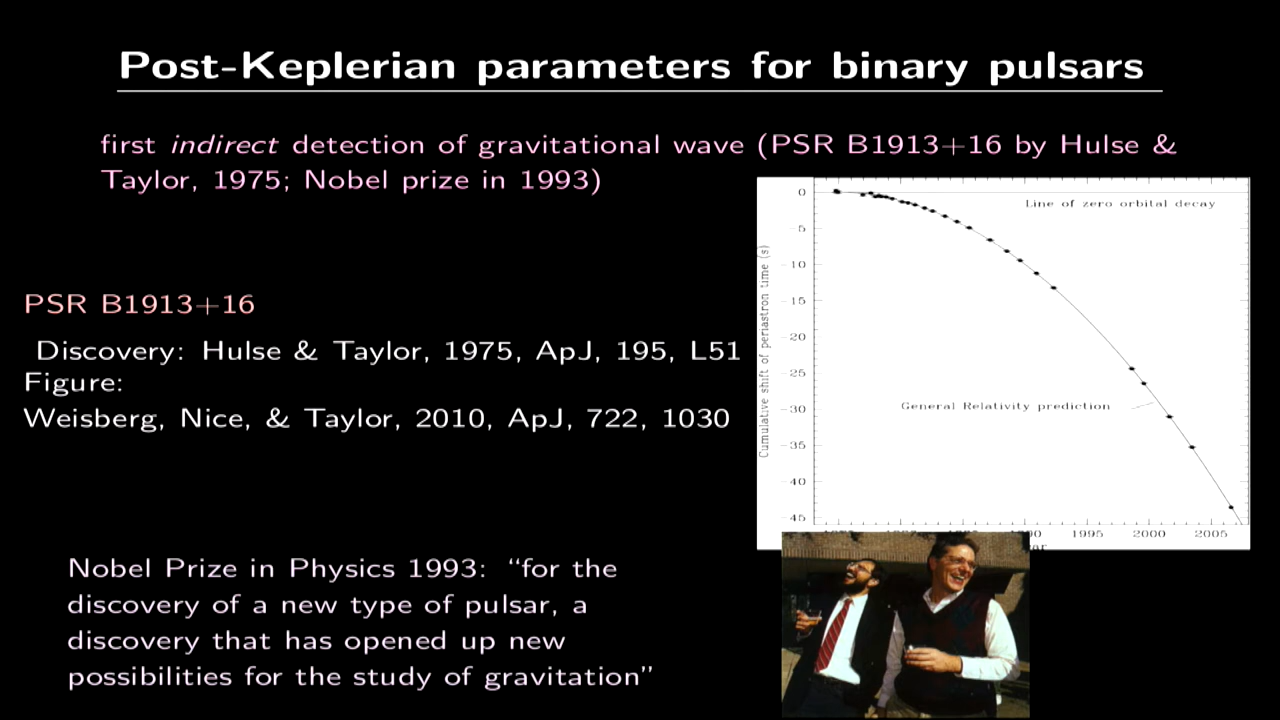 Post-Keplerian parameters for binary pulsars
first indirect detection of gravitational wave (PSR B1913+16 by Hulse &
Taylor, 1975; Nobel prize in 1993)
PSR B1913+16
Discovery: Hulse & Taylor, 1975, ApJ, 195, L51
Figure:
Weisberg, Nice, & Taylor, 2010, ApJ, 722, 1030
Cumulative shift of periastron time (s)
0
-5
-10
-15
-20
-25
-30
-35
-40
-45
Line of zero orbital decay
General Relativity prediction
1995 2000 2005
Nobel Prize in Physics 1993: “for the
discovery of a new type of pulsar, a
discovery that has opened up new
possibilities for the study of gravitation”